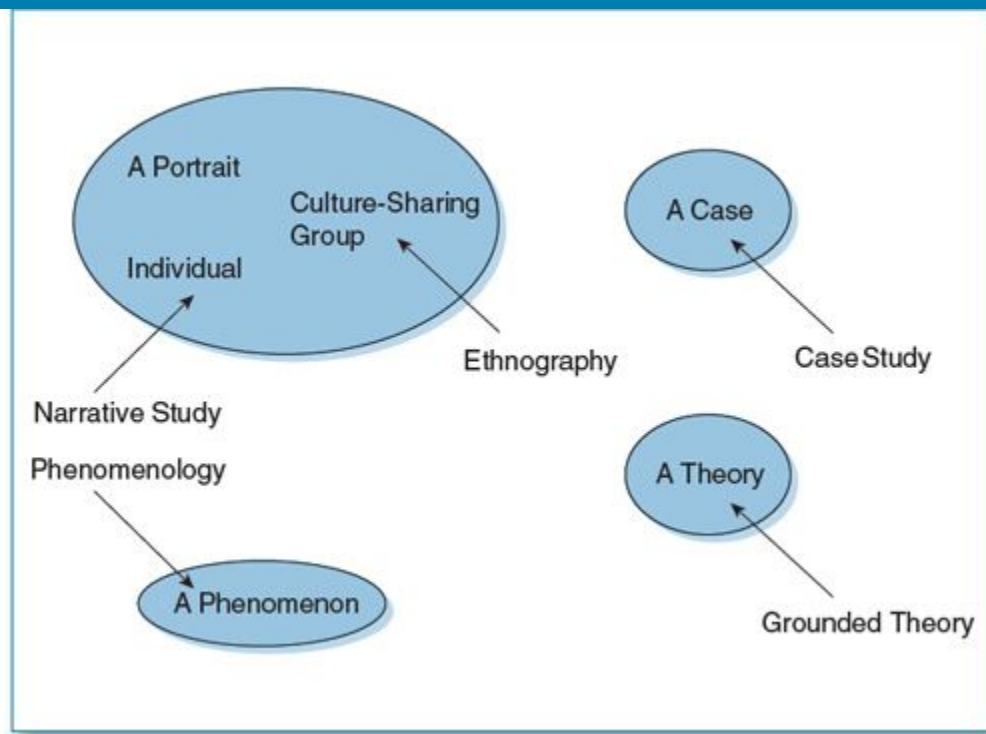 A Portrait
Culture-Sharing
Group
Individual
A Case
Ethnography
Case Study
Narrative Study
Phenomenology
A Theory
A Phenomenon
Grounded Theory